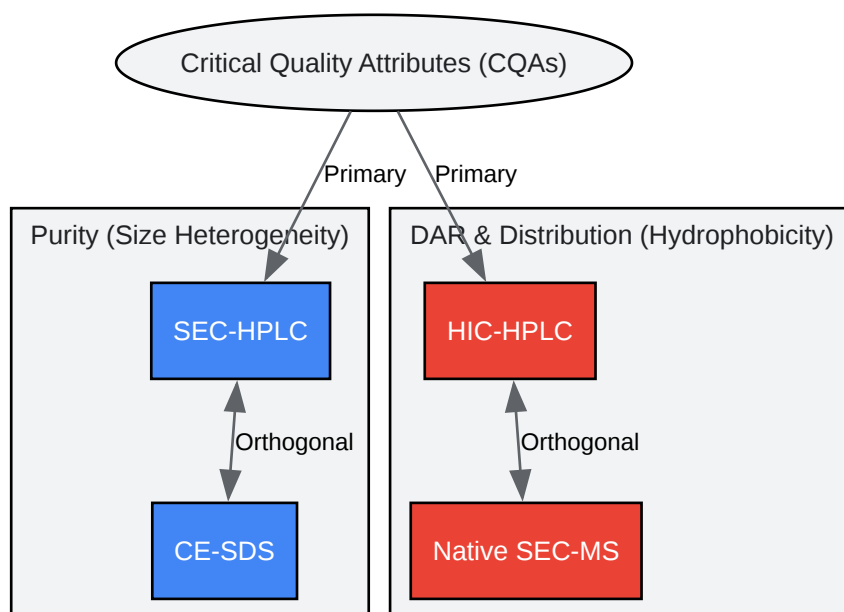 Critical Quality Attributes (CQAs)
Primary
Primary
Purity (Size Heterogeneity)
DAR & Distribution (Hydrophobicity)
SEC-HPLC
HIC-HPLC
Orthogonal
Orthogonal
CE-SDS
Native SEC-MS